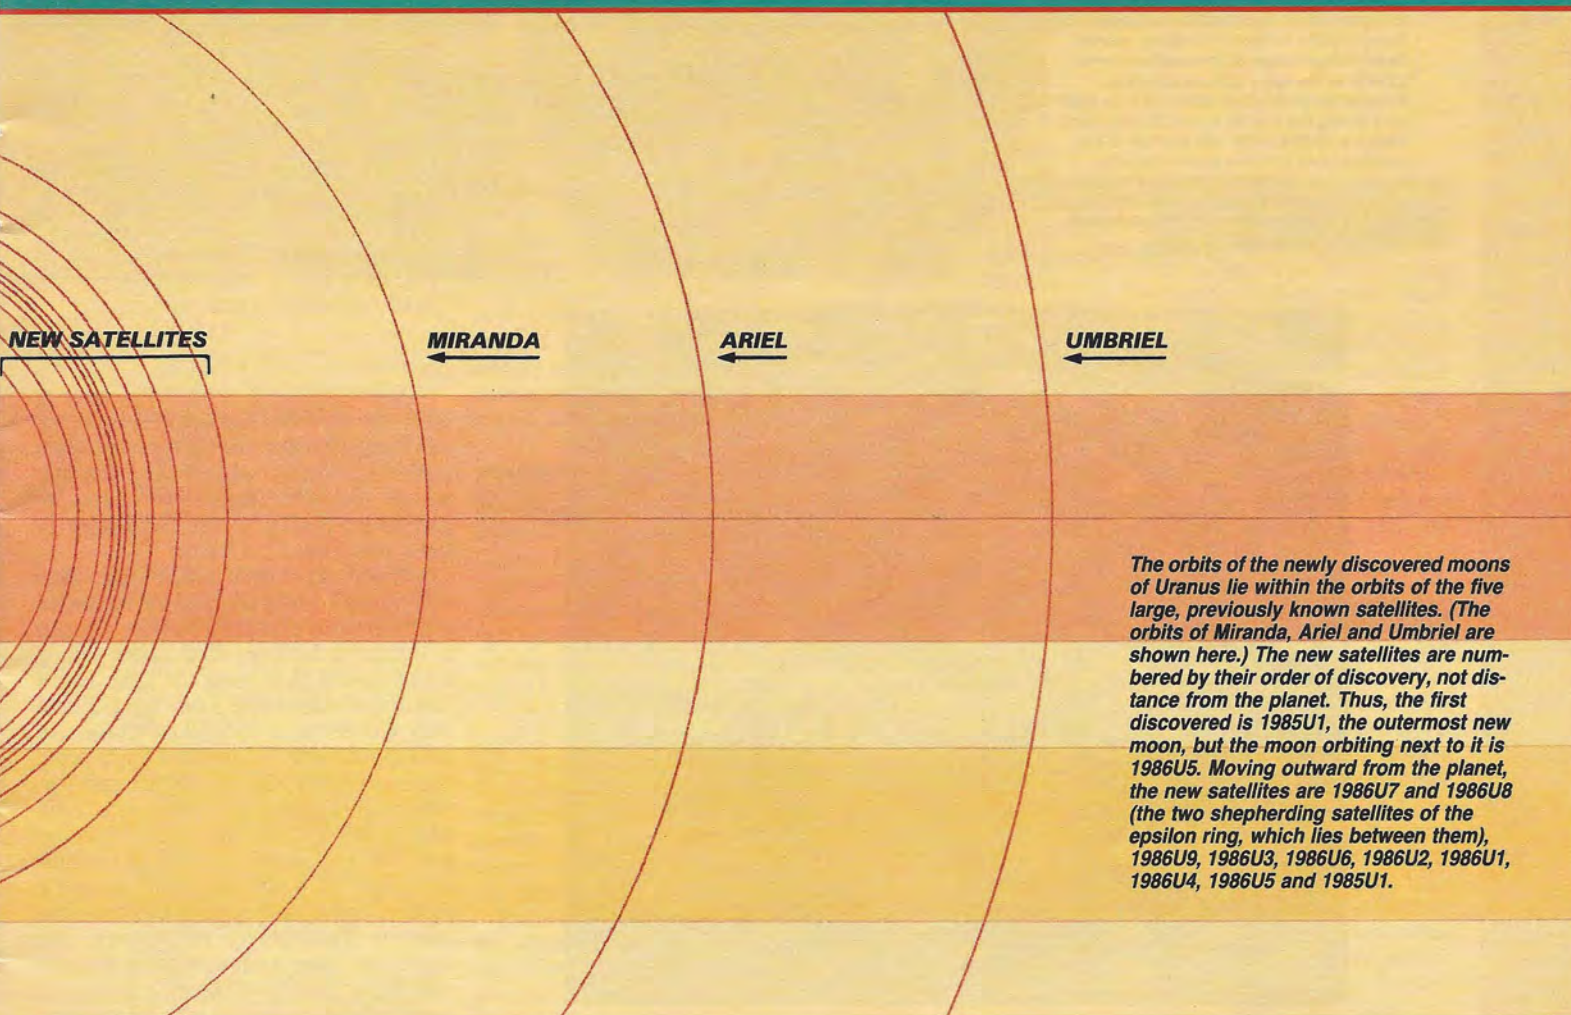 NEW SATELLITES
MIRANDA
ARIEL
UMBRIEL
The orbits of the newly discovered moons
of Uranus lie within the orbits of the five
large, previously known satellites. (The
orbits of Miranda, Ariel and Umbriel are
shown here.) The new satellites are num-
bered by their order of discovery, not dis-
tance from the planet. Thus, the first
discovered is 1985U1, the outermost new
moon, but the moon orbiting next to it is
1986U5. Moving outward from the planet,
the new satellites are 1986U7 and 1986U8
(the two shepherding satellites of the
epsilon ring, which lies between them),
1986U9, 1986U3, 1986U6, 1986U2, 1986U1,
1986U4, 1986U5 and 1985U1.